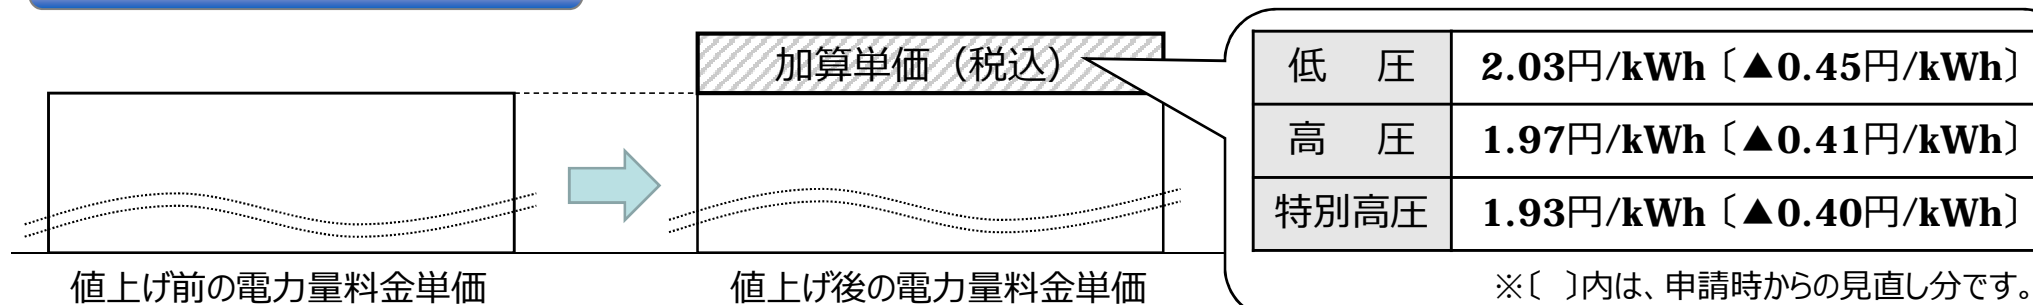 加算単価（税込）
低　圧　2.03円/kWh〔▲0.45円/kWh〕
高　圧　1.97円/kWh〔▲0.41円/kWh〕
特別高圧　1.93円/kWh〔▲0.40円/kWh〕
値上げ前の電力量料金単価
値上げ後の電力量料金単価
※〔　〕内は、申請時からの見直し分です。